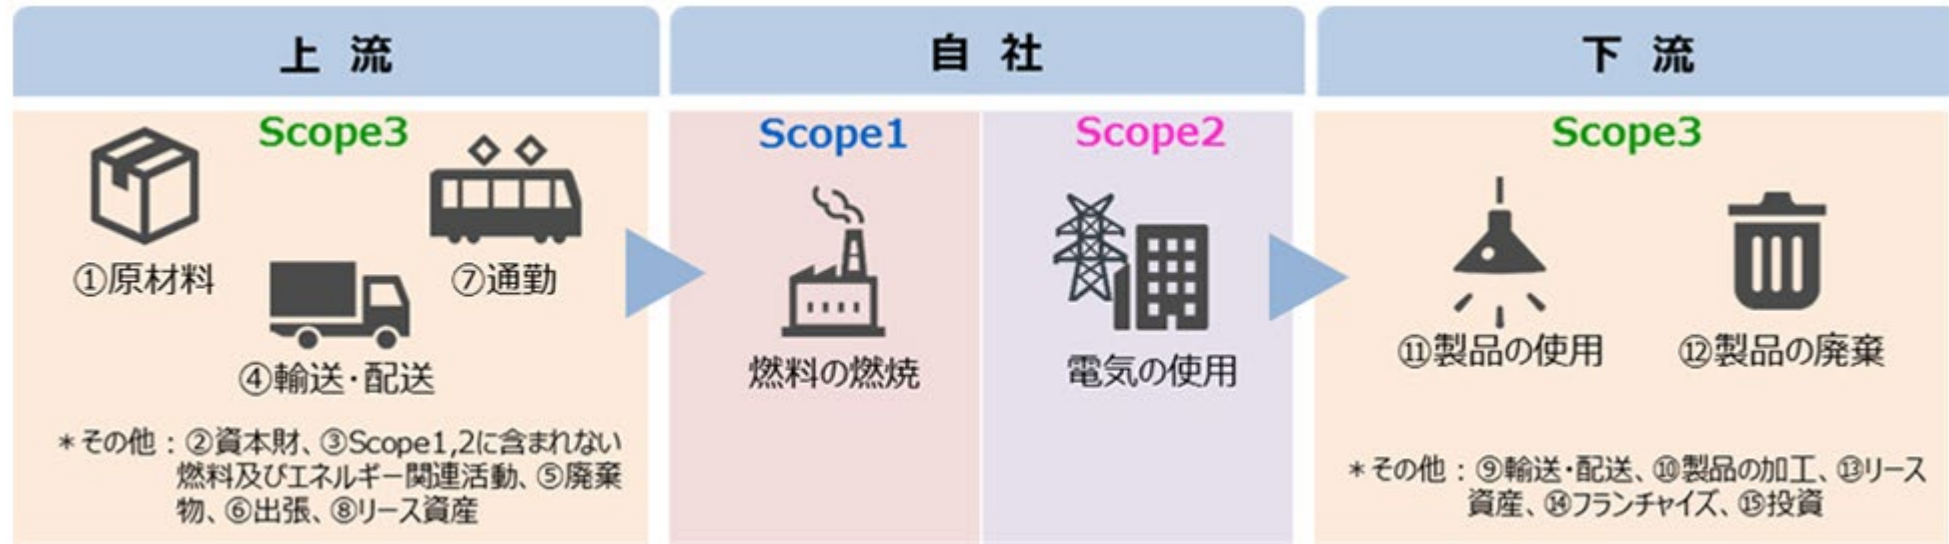 上 流
Scope3
①原材料
⑦通勤
④輸送・配送
＊その他：②資本財、③Scope1,2に含まれない
燃料及びエネルギー関連活動、⑤廃棄
物、⑥出張、⑧リース資産
自 社
Scope1
燃料の燃焼
Scope2
電気の使用
下 流
Scope3
⑪製品の使用
⑫製品の廃棄
＊その他：⑨輸送・配送、⑩製品の加工、⑬リース
資産、⑭フランチャイズ、⑮投資